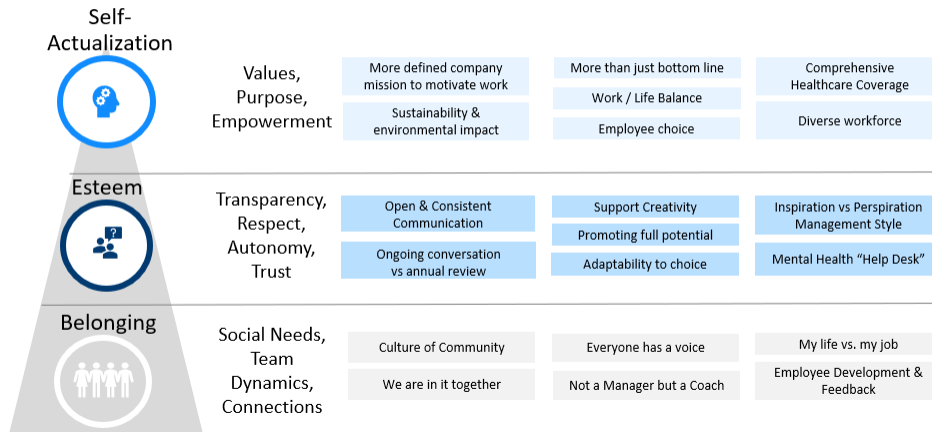 Self-
Actualization
Values,
Purpose,
Empowerment
More defined company
mission to motivate work
Sustainability &
environmental impact
More than just bottom line
Work / Life Balance
Employee choice
Comprehensive
Healthcare Coverage
Diverse workforce
Esteem
?
Transparency,
Respect,
Autonomy,
Trust
Open & Consistent
Communication
Ongoing conversation
vs annual review
Support Creativity
Promoting full potential
Adaptability to choice
Inspiration vs Perspiration
Management Style
Mental Health “Help Desk”
Belonging
Social Needs,
Team
Dynamics,
Connections
Culture of Community
We are in it together
Everyone has a voice
Not a Manager but a Coach
My life vs. my job
Employee Development &
Feedback